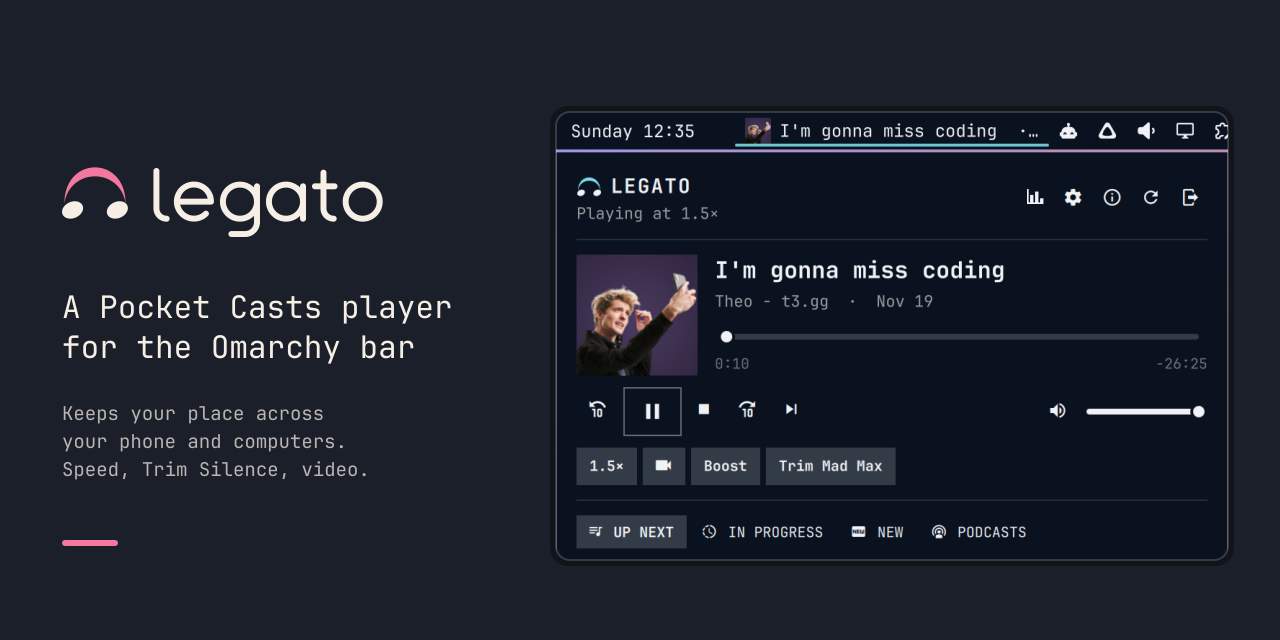 legato
A Pocket Casts player
for the Omarchy bar
Keeps your place across
your phone and computers.
Speed, Trim Silence, video.
Sunday 12:35
I'm gonna miss coding ·…
LEGATO
Playing at 1.5×
I'm gonna miss coding
Theo - t3.gg · Nov 19
0:10 -26:25
10 10
1.5× Boost Trim Mad Max
UP NEXT IN PROGRESS NEW NEW PODCASTS